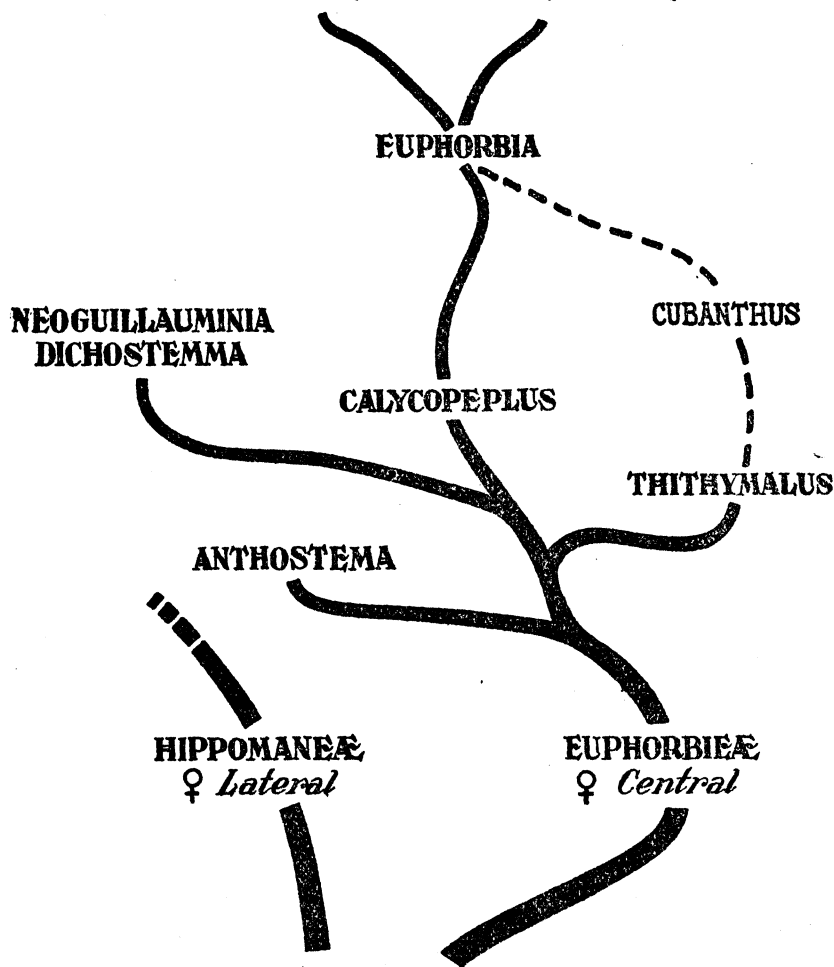 EUPHORBIA
NEOGUILLAUMINIA
DICHOSTEMMA
CUBANTHUS
CALYCOPEPLUS
THITHYMALUS
ANTHOSTEMA
HIPPOMANEÆ
♀ Lateral
EUPHORBIEÆ
♀ Central